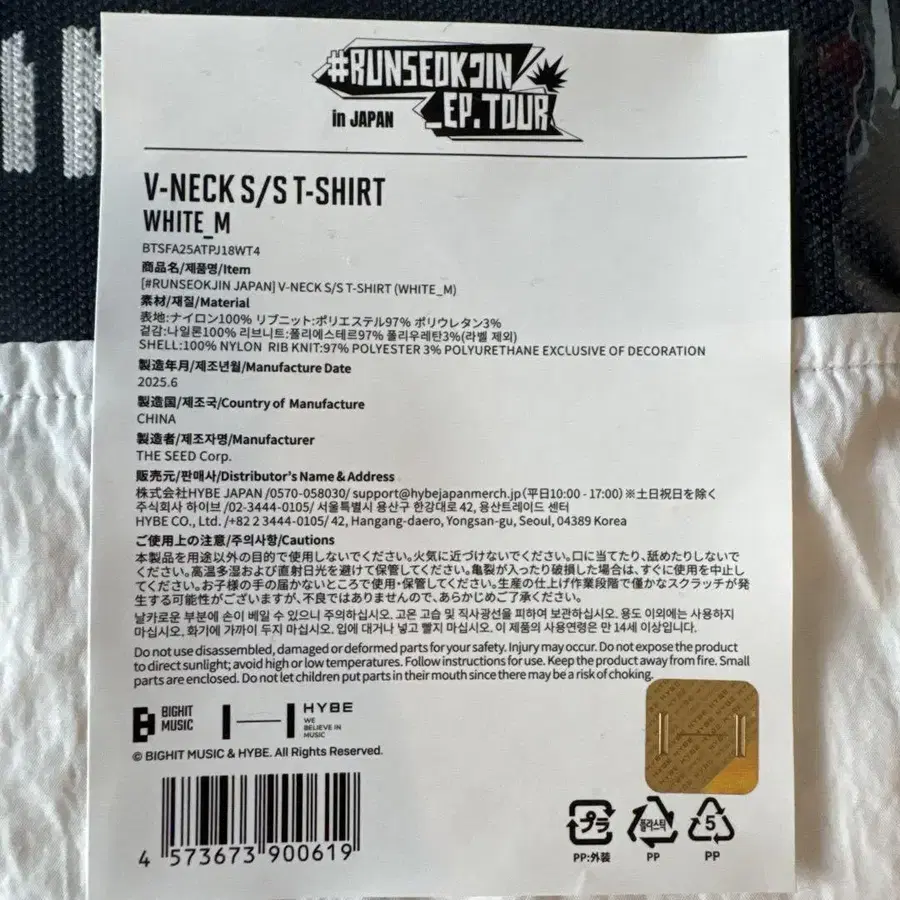 #RUNSEOKJIN
_EP.TOUR
in JAPAN
V-NECK S/S T-SHIRT
WHITE_M
BTSFA25ATPJ18WT4
商品名/제품명/Item
[#RUNSEOKJIN JAPAN] V-NECK S/S T-SHIRT (WHITE_M)
素材/재질/Material
表地:ナイロン100% リブニット:ポリエステル97% ポリウレタン3%
겉감:나일론100% 리브니트:폴리에스테르97% 폴리우레탄3%(라벨 제외)
SHELL:100% NYLON RIB KNIT:97% POLYESTER 3% POLYURETHANE EXCLUSIVE OF DECORATION
製造年月/제조년월/Manufacture Date
2025.6
製造国/제조국/Country of Manufacture
CHINA
製造者/제조자명/Manufacturer
THE SEED Corp.
販売元/판매사/Distributor's Name & Address
株式会社HYBE JAPAN /0570-058030/ support@hybejapanmerch.jp (平日10:00 - 17:00) ※土日祝日を除く
주식회사 하이브 /02-3444-0105/ 서울특별시 용산구 한강대로 42, 용산트레이드 센터
HYBE CO., Ltd. /+82 2 3444-0105/ 42, Hangang-daero, Yongsan-gu, Seoul, 04389 Korea
ご使用上の注意/주의사항/Cautions
本製品を用途以外の目的で使用しないでください。火気に近づけないでください。口に当てたり、舐めたりしないで
ください。高温多湿および直射日光を避けて保管してください。亀裂が入ったり破損した場合は、すぐに使用を中止し
てください。お子様の手の届かないところで使用・保管してください。生産の仕上げ作業段階で僅かなスクラッチが発
生する可能性がございますが、不良ではありませんので、あらかじめご了承ください。
날카로운 부분에 손이 베일 수 있으니 주의하십시오. 고온 고습 및 직사광선을 피하여 보관하십시오. 용도 이외에는 사용하지
마십시오. 화기에 가까이 두지 마십시오. 입에 대거나 넣고 빨지 마십시오. 이 제품의 사용연령은 만 14세 이상입니다.
Do not use disassembled, damaged or deformed parts for your safety. Injury may occur. Do not expose the product
to direct sunlight; avoid high or low temperatures. Follow instructions for use. Keep the product away from fire. Small
parts are enclosed. Do not let children put parts in their mouth since there may be a risk of choking.
BIGHIT
MUSIC
HYBE
WE
BELIEVE IN
MUSIC
© BIGHIT MUSIC & HYBE. All Rights Reserved.
4 573673 900619
プラ
PP:外装
플라스틱
PP
5
PP